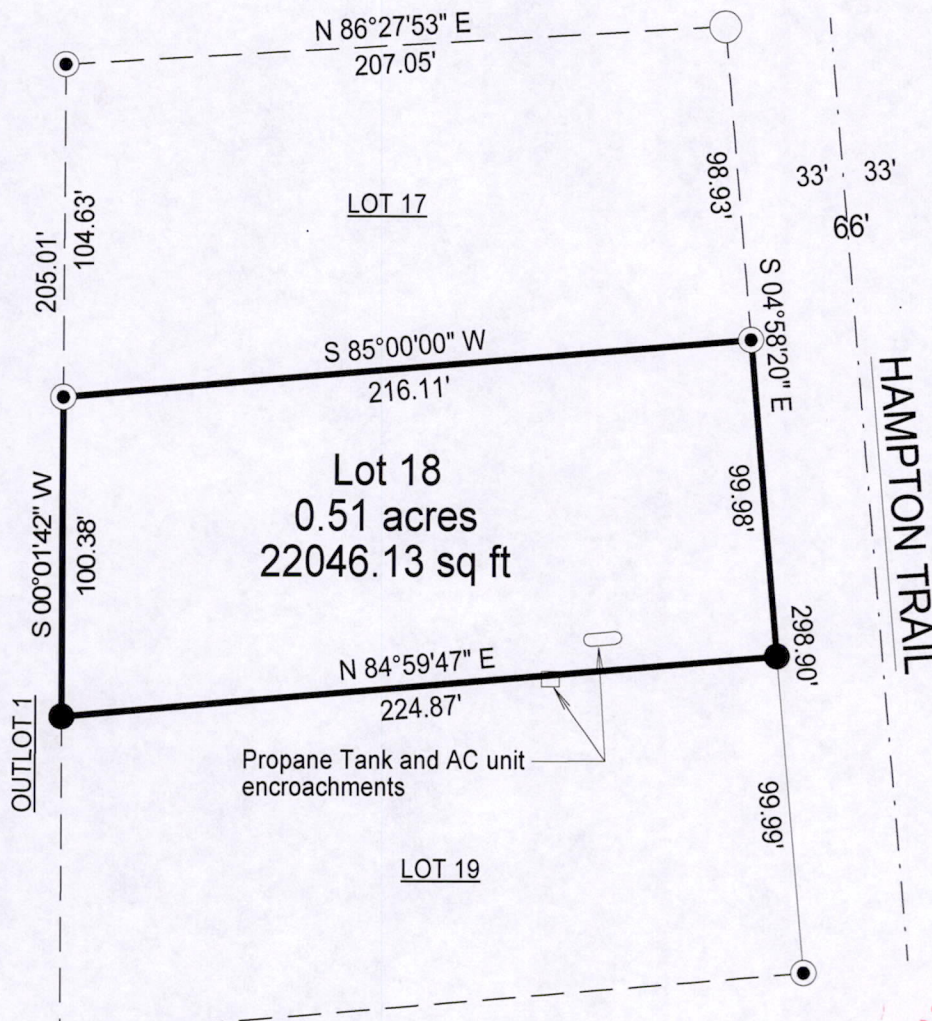 N 86°27'53" E
207.05'
205.01'
104.63'
LOT 17
98.93'
33'
33'
66'
S 04°58'20" E
S 85°00'00" W
216.11'
HAMPTON TRAIL
Lot 18
0.51 acres
22046.13 sq ft
S 00°01'42" W
100.38'
99.98'
298.90'
N 84°59'47" E
224.87'
OUTLOT 1
Propane Tank and AC unit
encroachments
99.99'
LOT 19